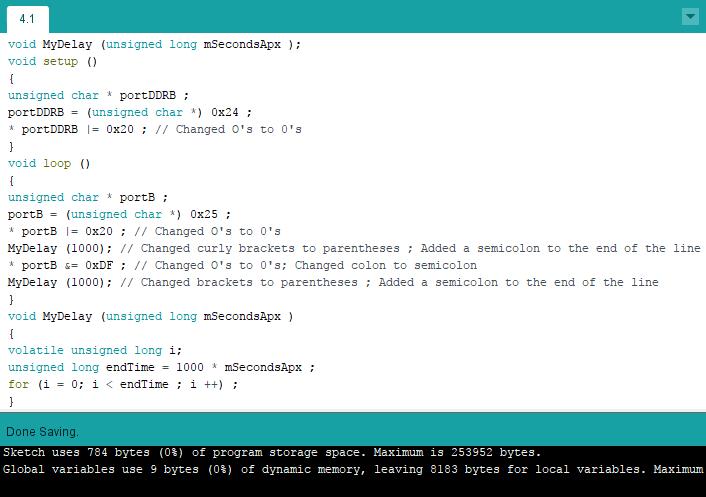 4.1
void MyDelay (unsigned long mSecondsApx );
void setup ()
{
unsigned char * portDDRB ;
portDDRB = (unsigned char *) 0x24 ;
* portDDRB |= 0x20 ; // Changed O's to 0's
}
void loop ()
{
unsigned char * portB ;
portB = (unsigned char *) 0x25 ;
* portB |= 0x20 ; // Changed O's to 0's
MyDelay (1000); // Changed curly brackets to parentheses ; Added a semicolon to the end of the line
* portB &= 0xDF ; // Changed O's to 0's; Changed colon to semicolon
MyDelay (1000); // Changed brackets to parentheses ; Added a semicolon to the end of the line
}
void MyDelay (unsigned long mSecondsApx )
{
volatile unsigned long i;
unsigned long endTime = 1000 * mSecondsApx ;
for (i = 0; i < endTime ; i ++) ;
}
Done Saving.
Sketch uses 784 bytes (0%) of program storage space. Maximum is 253952 bytes.
Global variables use 9 bytes (0%) of dynamic memory, leaving 8183 bytes for local variables. Maximum